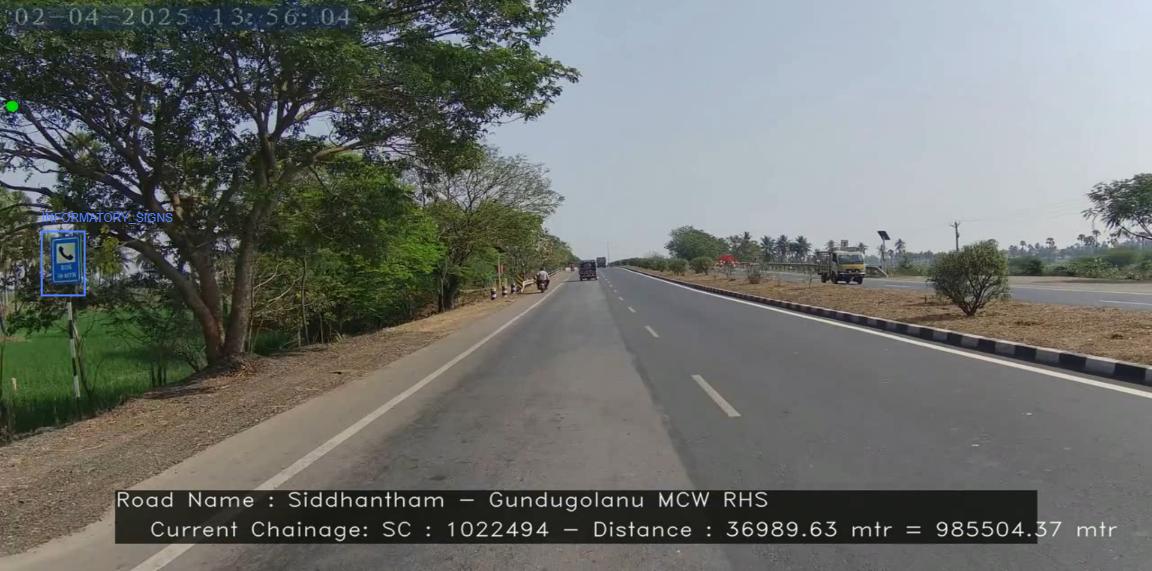 02-04-2025 13:56:04
INFORMATORY_SIGNS
SOS
Road Name : Siddhantham - Gundugolanu MCW RHS
Current Chainage: SC : 1022494 - Distance : 36989.63 mtr = 985504.37 mtr